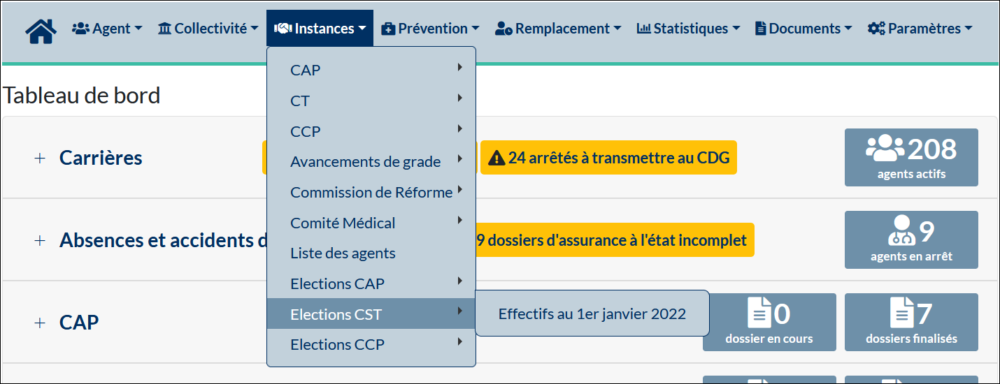 Agent Collectivité Instances Prévention Remplacement Statistiques Documents Paramètres
CAP
CT
CCP
Avancements de grade
Commission de Réforme
Comité Médical
Liste des agents
Elections CAP
Elections CST
Elections CCP
Effectifs au 1er janvier 2022
Tableau de bord
Carrières
24 arrêtés à transmettre au CDG
208
agents actifs
Absences et accidents d
9 dossiers d'assurance à l'état incomplet
9
agents en arrêt
CAP
0
dossier en cours
7
dossiers finalisés